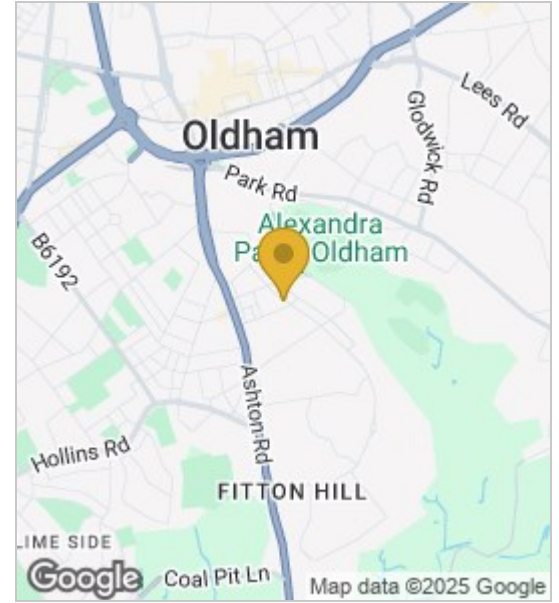 Lees Rd
Glodwick Rd
Oldham
Park Rd
Alexandra
Pa Oldham
B6192
Ashton Rd
Hollins Rd
FITTON HILL
LIME SIDE
Google
Coal Pit Ln
Map data ©2025 Google